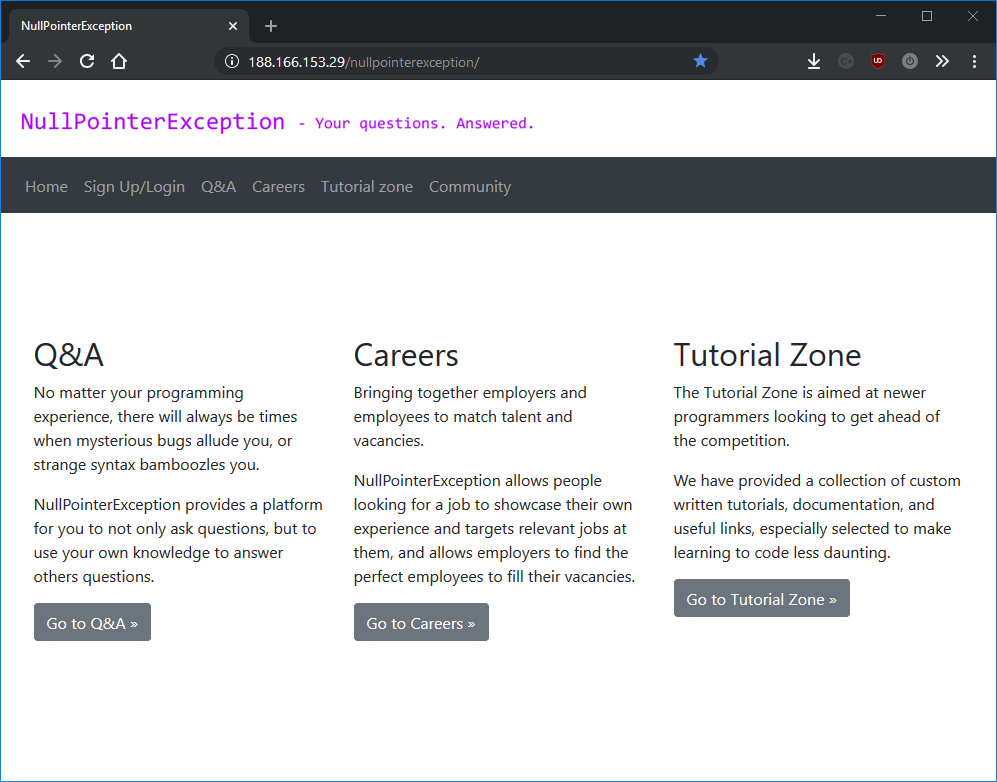 NullPointerException
188.166.153.29/nullpointerexception/
NullPointerException - Your questions. Answered.
Home Sign Up/Login Q&A Careers Tutorial zone Community
Q&A
No matter your programming
experience, there will always be times
when mysterious bugs allude you, or
strange syntax bamboozles you.
NullPointerException provides a platform
for you to not only ask questions, but to
use your own knowledge to answer
others questions.
Go to Q&A »
Careers
Bringing together employers and
employees to match talent and
vacancies.
NullPointerException allows people
looking for a job to showcase their own
experience and targets relevant jobs at
them, and allows employers to find the
perfect employees to fill their vacancies.
Go to Careers »
Tutorial Zone
The Tutorial Zone is aimed at newer
programmers looking to get ahead of
the competition.
We have provided a collection of custom
written tutorials, documentation, and
useful links, especially selected to make
learning to code less daunting.
Go to Tutorial Zone »